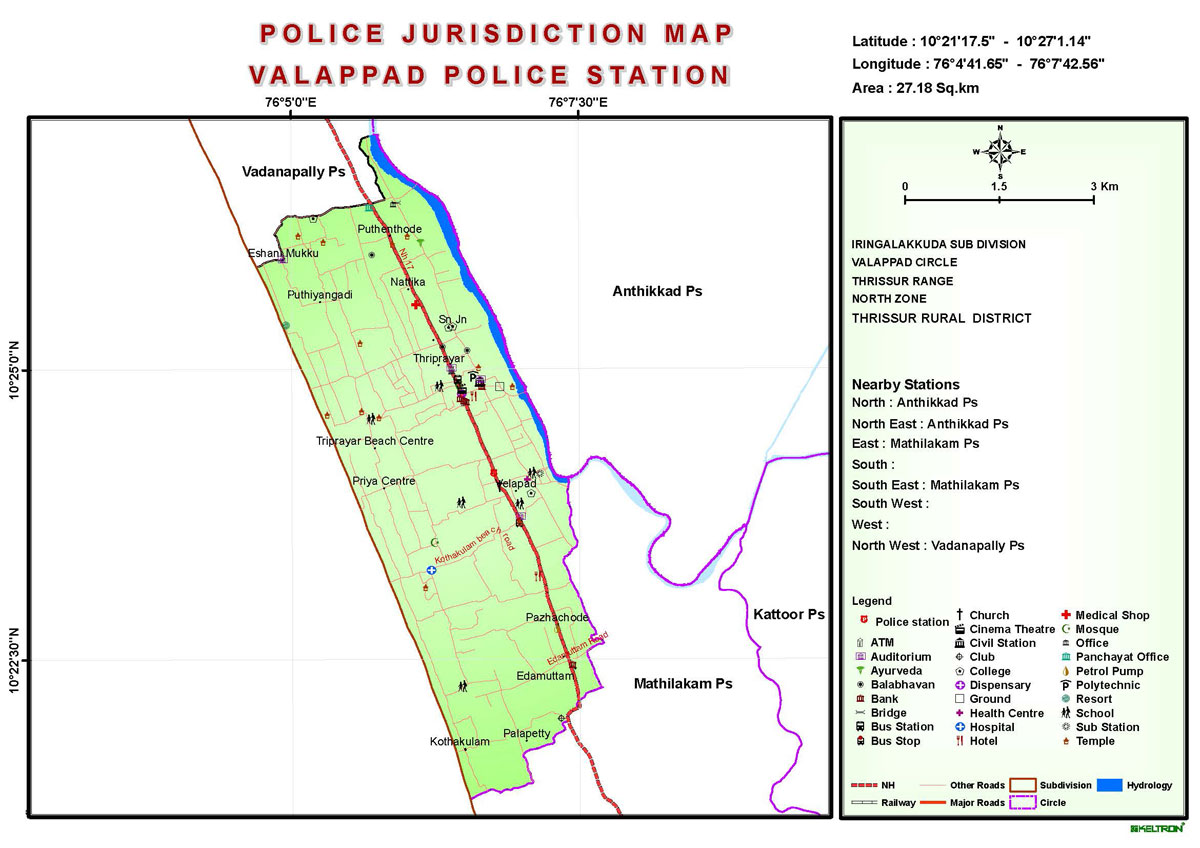 POLICE JURISDICTION MAP
VALAPPAD POLICE STATION
Latitude : 10°21'17.5" - 10°27'1.14"
Longitude : 76°4'41.65" - 76°7'42.56"
Area : 27.18 Sq.km
76°5'0"E
76°7'30"E
10°25'0"N
10°22'30"N
Vadanapally Ps
Puthenthode
Eshani Mukku
Nh-17
Nattika
Puthiyangadi
Anthikkad Ps
Sn.Jn
Thriprayar
Triprayar Beach Centre
Priya Centre
Velapad
Kothakulam beach road
Pazhachode
Kattoor Ps
Edamuttam Road
Edamuttam
Mathilakam Ps
Palapetty
Kothakulam
N
W
E
S
0 1.5 3 Km
IRINGALAKKUDA SUB DIVISION
VALAPPAD CIRCLE
THRISSUR RANGE
NORTH ZONE
THRISSUR RURAL DISTRICT
Nearby Stations
North : Anthikkad Ps
North East : Anthikkad Ps
East : Mathilakam Ps
South :
South East : Mathilakam Ps
South West :
West :
North West : Vadanapally Ps
Legend
Police station
ATM
Auditorium
Ayurveda
Balabhavan
Bank
Bridge
Bus Station
Bus Stop
Church
Cinema Theatre
Civil Station
Club
College
Dispensary
Ground
Health Centre
Hospital
Hotel
Medical Shop
Mosque
Office
Panchayat Office
Petrol Pump
Polytechnic
Resort
School
Sub Station
Temple
NH
Other Roads
Subdivision
Hydrology
Railway
Major Roads
Circle
KELTRON